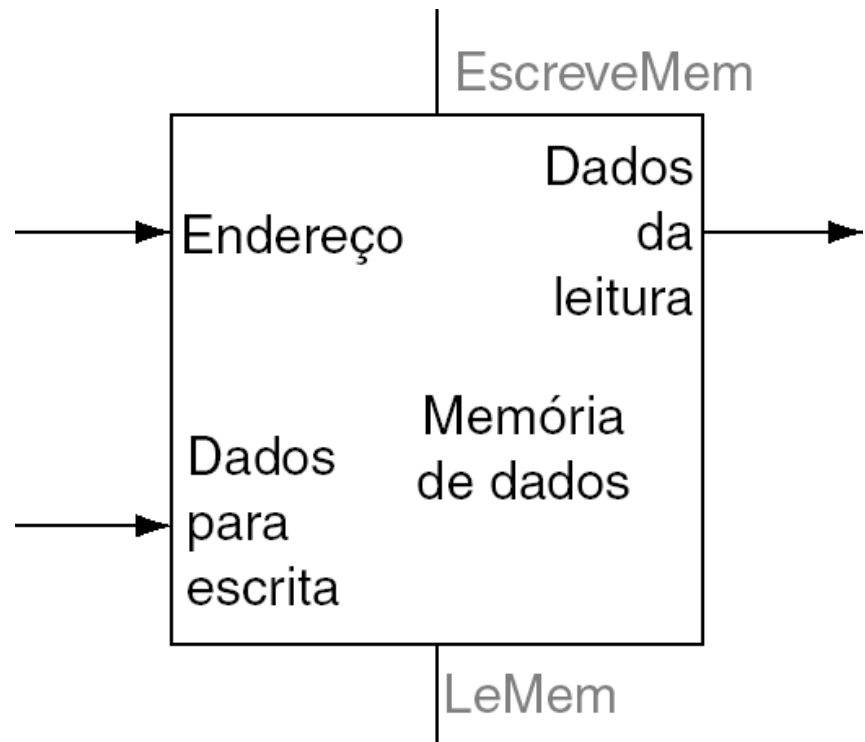 EscreveMem
Endereço
Dados
da
leitura
Dados
para
escrita
Memória
de dados
LeMem